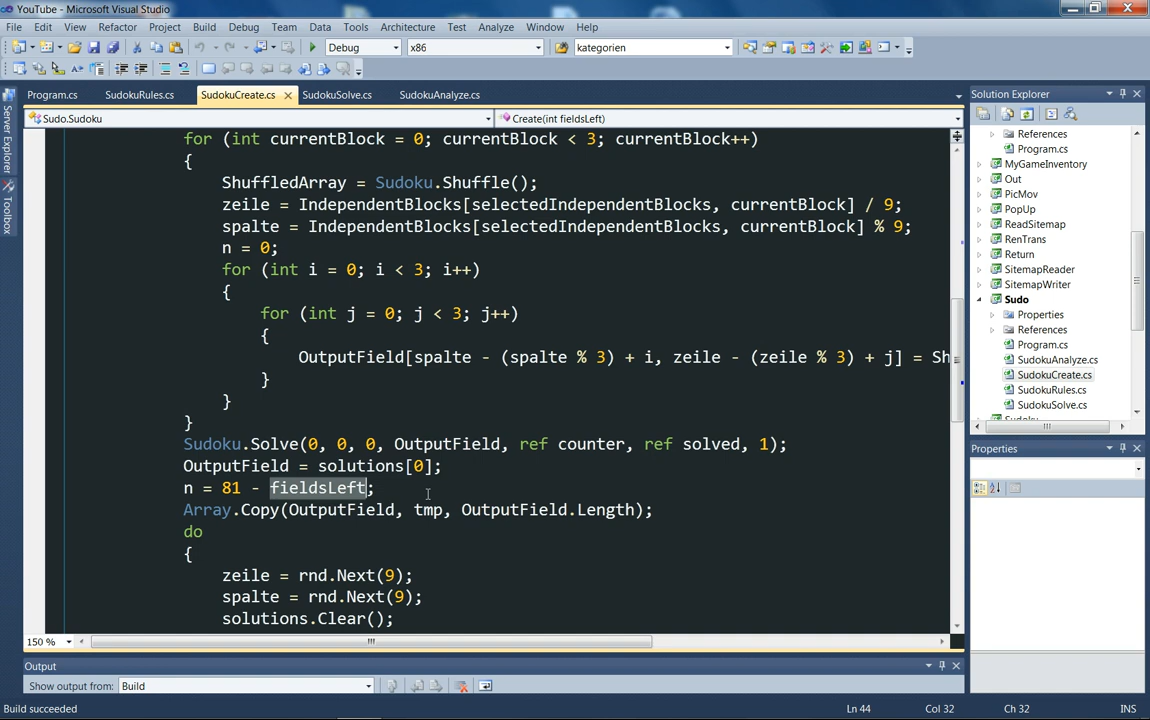 YouTube - Microsoft Visual Studio
File Edit View Refactor Project Build Debug Team Data Tools Architecture Test Analyze Window Help
Debug x86 kategorien
Program.cs SudokuRules.cs SudokuCreate.cs SudokuSolve.cs SudokuAnalyze.cs
Sudo.Sudoku Create(int fieldsLeft)
for (int currentBlock = 0; currentBlock < 3; currentBlock++)
{
ShuffledArray = Sudoku.Shuffle();
zeile = IndependentBlocks[selectedIndependentBlocks, currentBlock] / 9;
spalte = IndependentBlocks[selectedIndependentBlocks, currentBlock] % 9;
n = 0;
for (int i = 0; i < 3; i++)
{
for (int j = 0; j < 3; j++)
{
OutputField[spalte - (spalte % 3) + i, zeile - (zeile % 3) + j] = Sh
}
}
}
Sudoku.Solve(0, 0, 0, OutputField, ref counter, ref solved, 1);
OutputField = solutions[0];
n = 81 - fieldsLeft;
Array.Copy(OutputField, tmp, OutputField.Length);
do
{
zeile = rnd.Next(9);
spalte = rnd.Next(9);
solutions.Clear();
150 %
Output
Show output from: Build
Build succeeded Ln 44 Col 32 Ch 32 INS
Server Explorer
Toolbox
Solution Explorer
References
Program.cs
MyGameInventory
Out
PicMov
PopUp
ReadSitemap
RenTrans
Return
SitemapReader
SitemapWriter
Sudo
Properties
References
Program.cs
SudokuAnalyze.cs
SudokuCreate.cs
SudokuRules.cs
SudokuSolve.cs
Properties